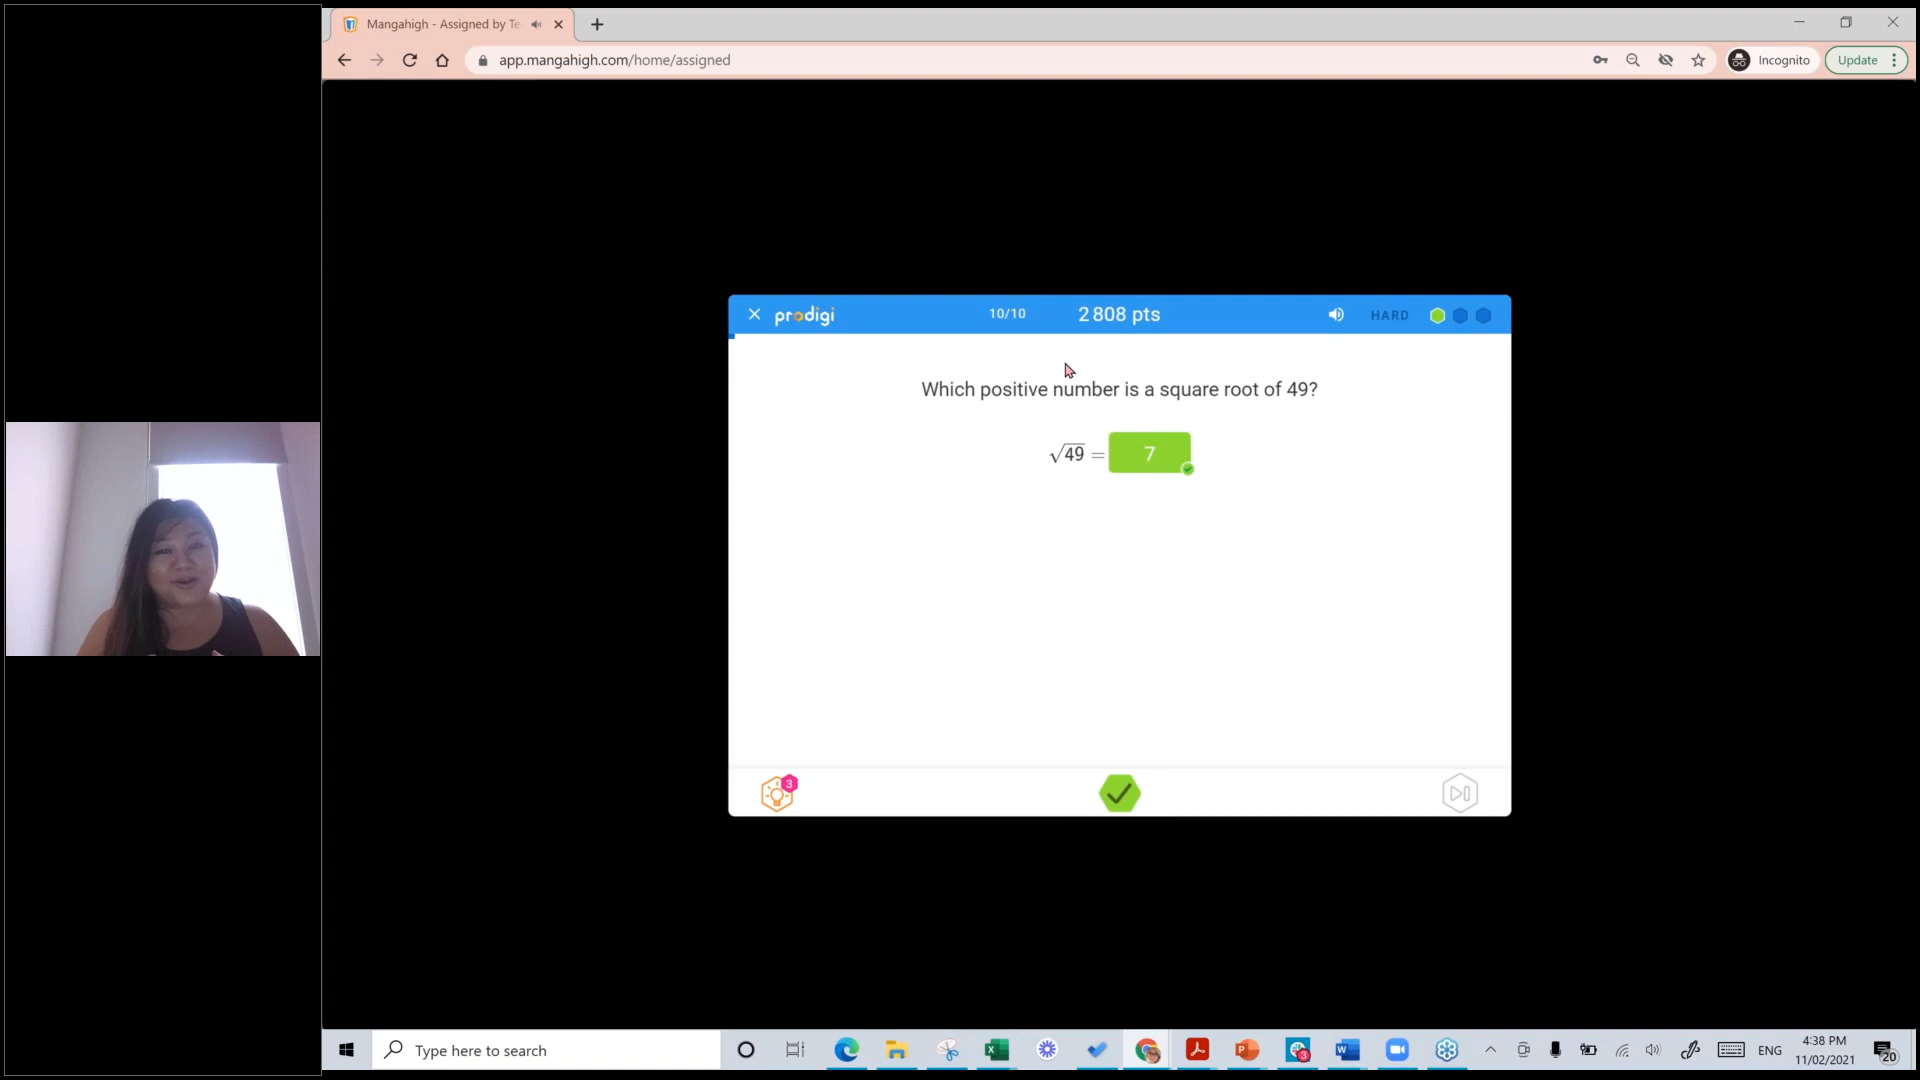 Mangahigh - Assigned by Te
app.mangahigh.com/home/assigned
Incognito
Update
prodigi
10/10
2 808 pts
HARD
Which positive number is a square root of 49?
√49 = 7
3
Type here to search
3
ENG
4:38 PM
11/02/2021
20